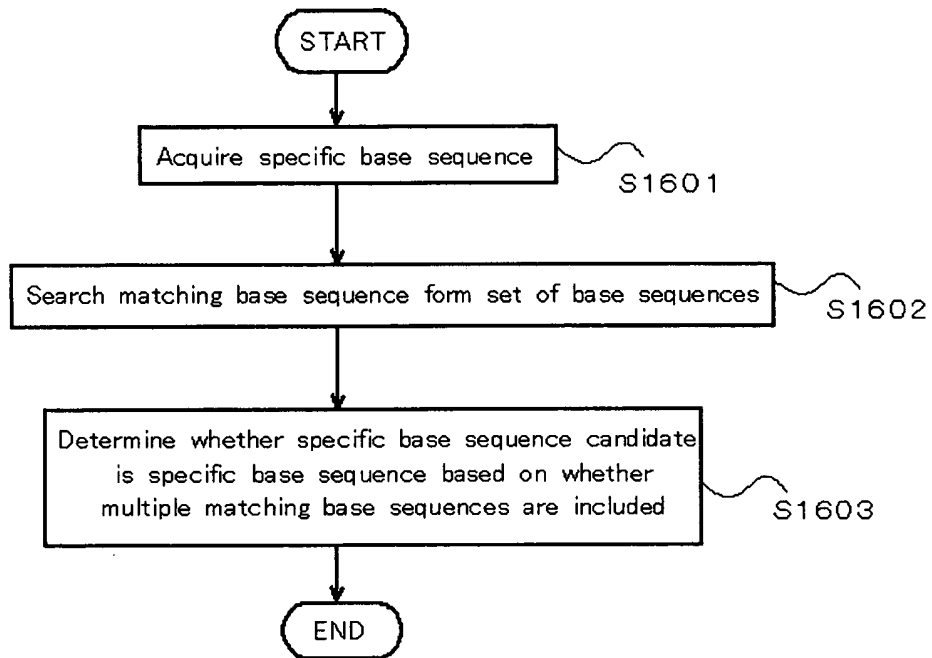 START
Acquire specific base sequence
S1601
Search matching base sequence form set of base sequences
S1602
Determine whether specific base sequence candidate
is specific base sequence based on whether
multiple matching base sequences are included
S1603
END